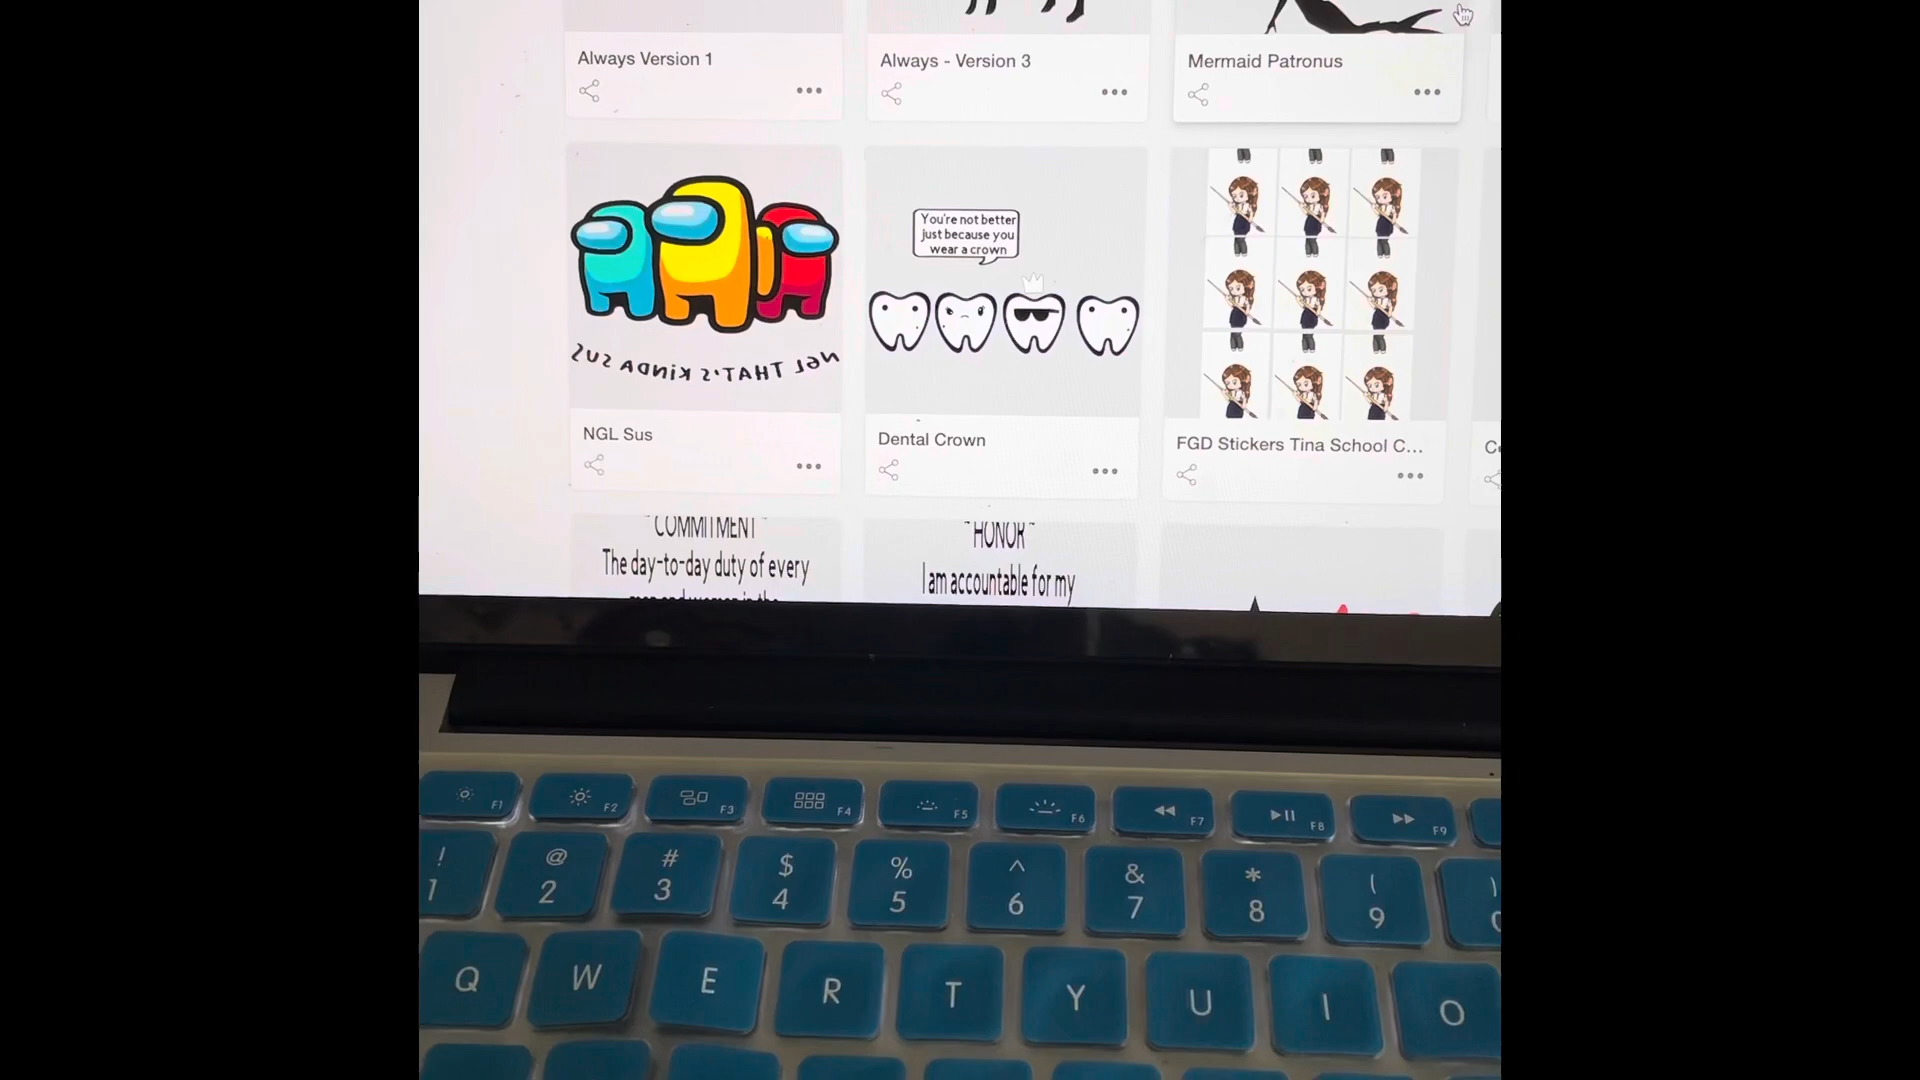 Always Version 1
Always - Version 3
Mermaid Patronus
NGL THAT'S KINDA SUS
You're not better
just because you
wear a crown
NGL Sus
Dental Crown
FGD Stickers Tina School C...
"COMMITMENT"
The day-to-day duty of every
"HONOR"
I am accountable for my
F1
F2
F3
F4
F5
F6
F7
F8
F9
! @ # $ % ^ & * ( )
1 2 3 4 5 6 7 8 9
Q W E R T Y U I O